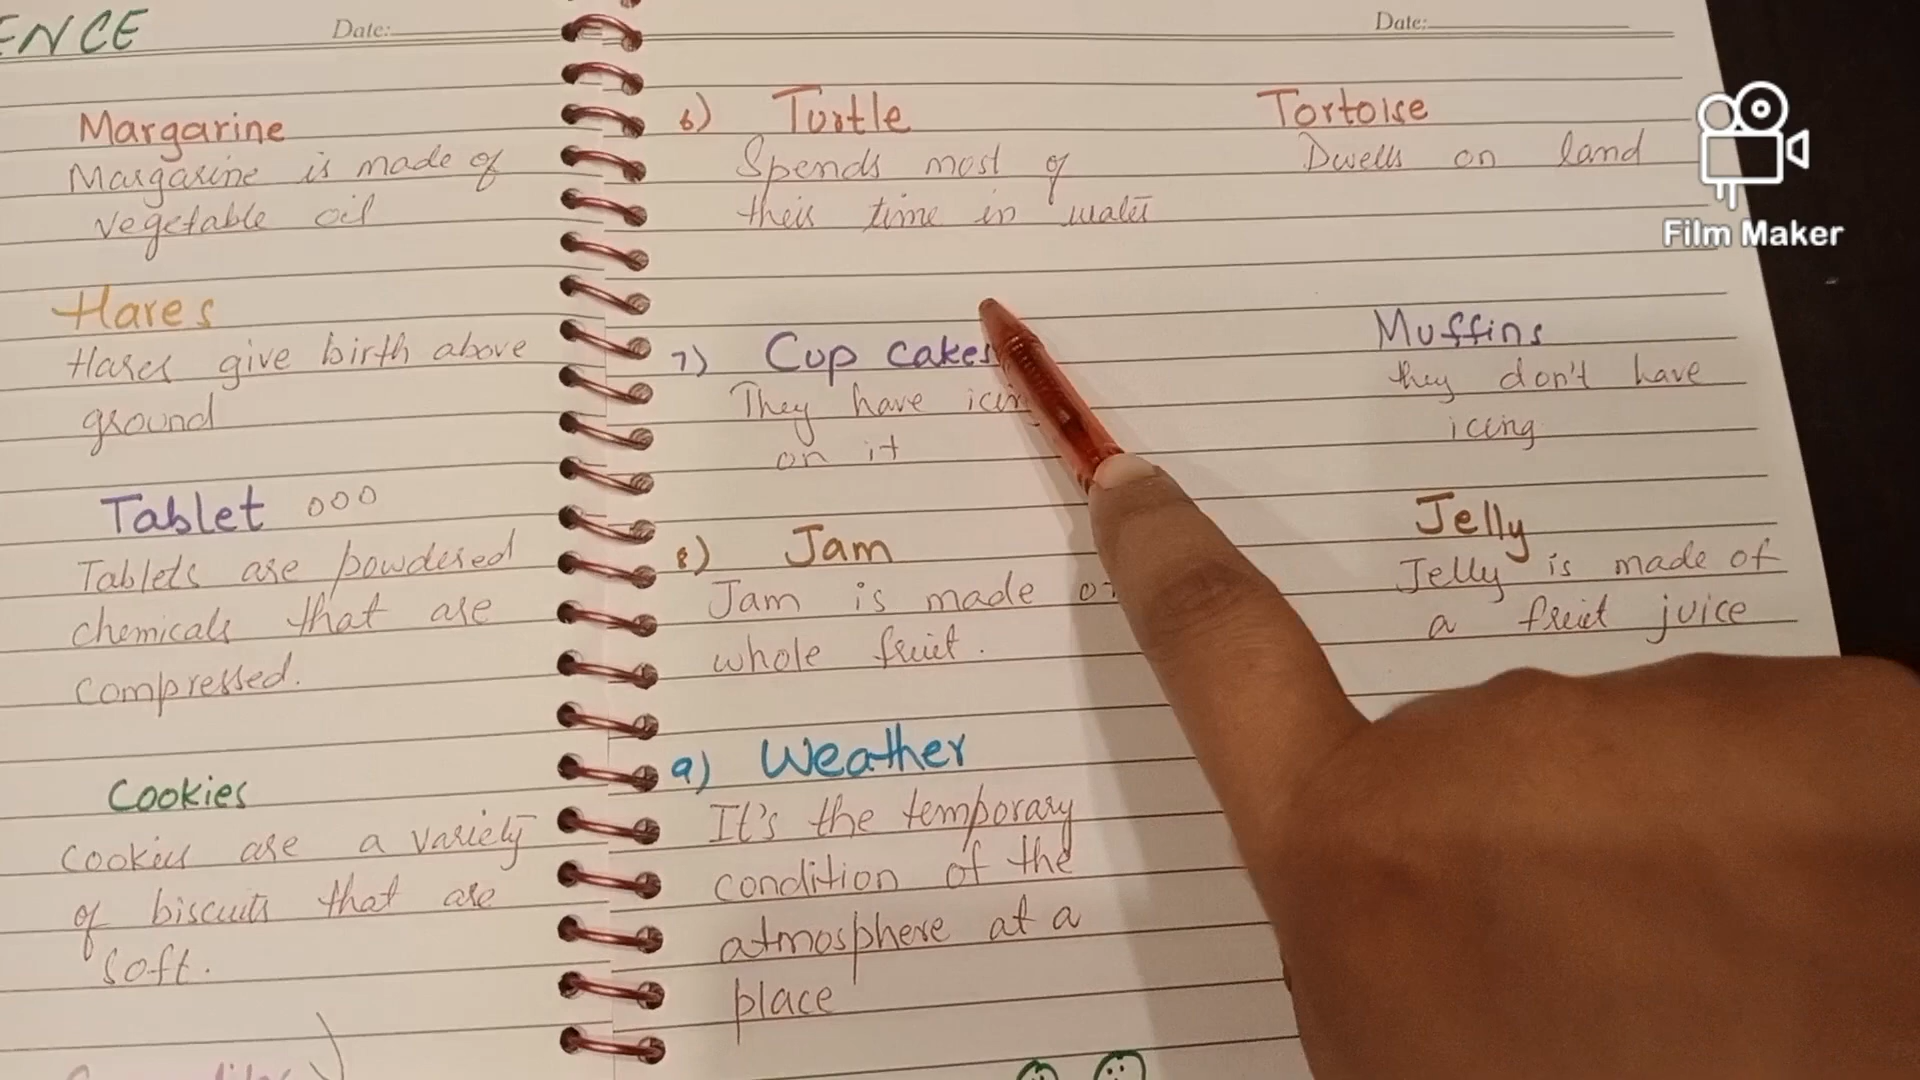 ENCE
Date:
Margarine
Margarine is made of
vegetable oil
Hares
Hares give birth above
ground
Tablet
Tablets are powdered
chemicals that are
compressed.
Cookies
Cookies are a variety
of biscuits that are
soft.
Date:
6) Turtle
Spends most of
their time in water
Tortoise
Dwells on land
7) Cup cakes
They have icing
on it
Muffins
they don't have
icing
8) Jam
Jam is made of
whole fruit.
Jelly
Jelly is made of
a fruit juice
9) Weather
It's the temporary
condition of the
atmosphere at a
place
Film Maker